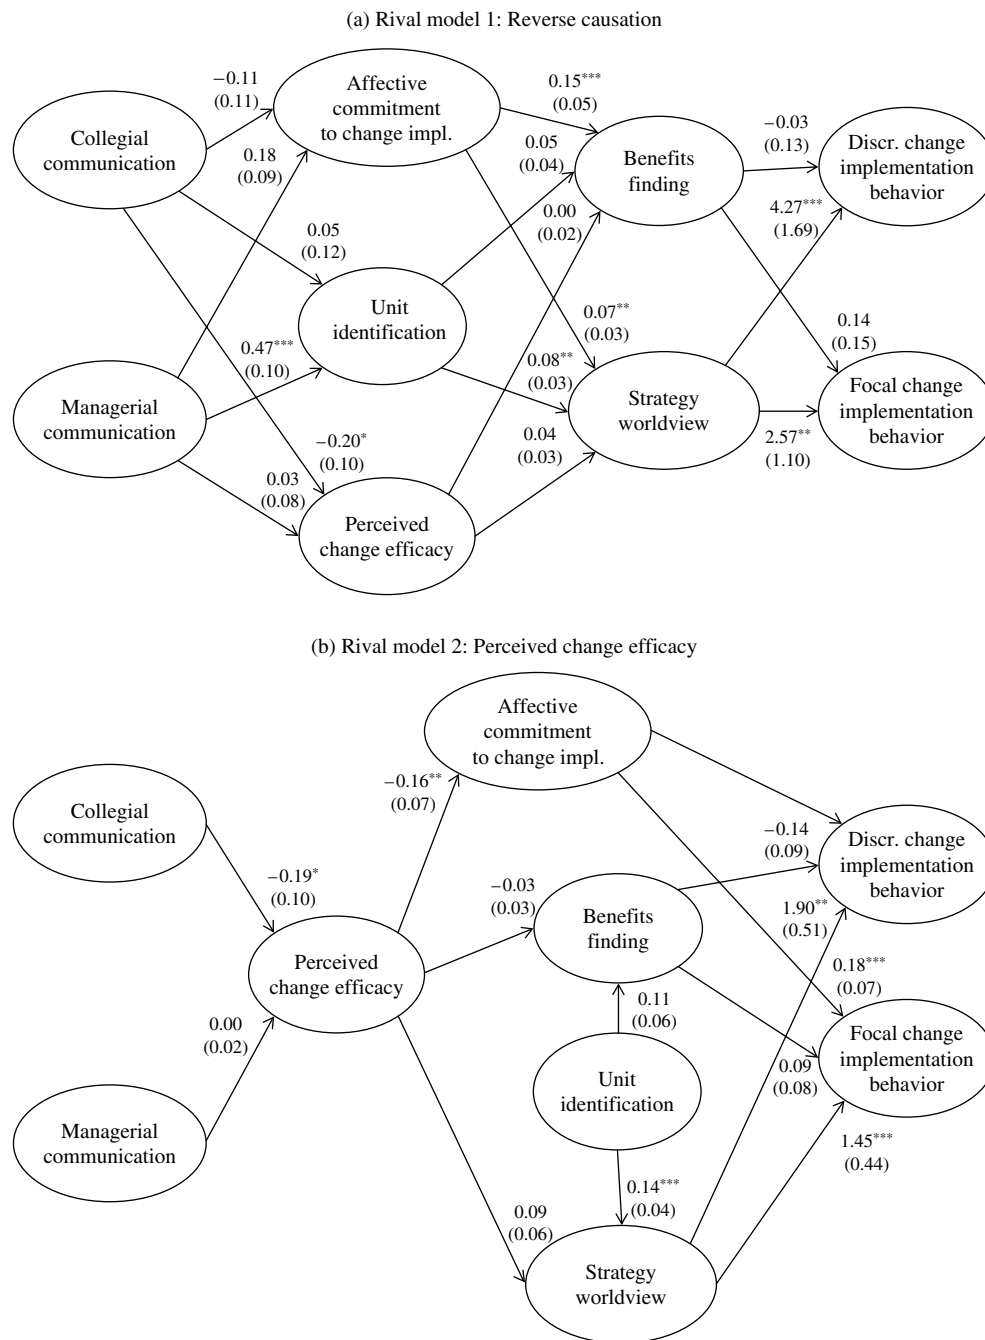 (a) Rival model 1: Reverse causation
−0.11
(0.11)
Affective
commitment
to change impl.
0.15***
(0.05)
Collegial
communication
0.18
(0.09)
0.05
(0.04)
Benefits
finding
−0.03
(0.13)
Discr. change
implementation
behavior
0.00
(0.02)
4.27***
(1.69)
0.05
(0.12)
Unit
identification
0.47***
(0.10)
0.07**
(0.03)
0.14
(0.15)
0.08**
(0.03)
Managerial
communication
Strategy
worldview
Focal change
implementation
behavior
−0.20*
(0.10)
0.04
(0.03)
2.57**
(1.10)
0.03
(0.08)
Perceived
change efficacy
(b) Rival model 2: Perceived change efficacy
Affective
commitment
to change impl.
−0.16**
(0.07)
Collegial
communication
−0.14
(0.09)
Discr. change
implementation
behavior
−0.19*
(0.10)
−0.03
(0.03)
Benefits
finding
1.90**
(0.51)
Perceived
change efficacy
0.18***
(0.07)
0.11
(0.06)
0.00
(0.02)
Focal change
implementation
behavior
Unit
identification
0.09
(0.08)
Managerial
communication
1.45***
(0.44)
0.14***
(0.04)
0.09
(0.06)
Strategy
worldview